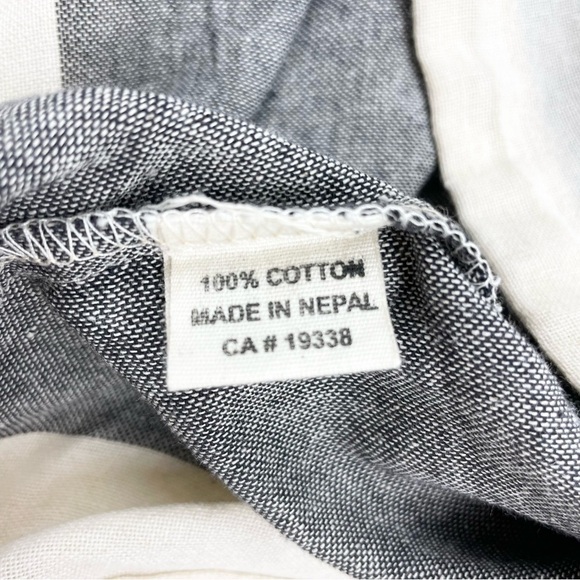 100% COTTON
MADE IN NEPAL
CA # 19338